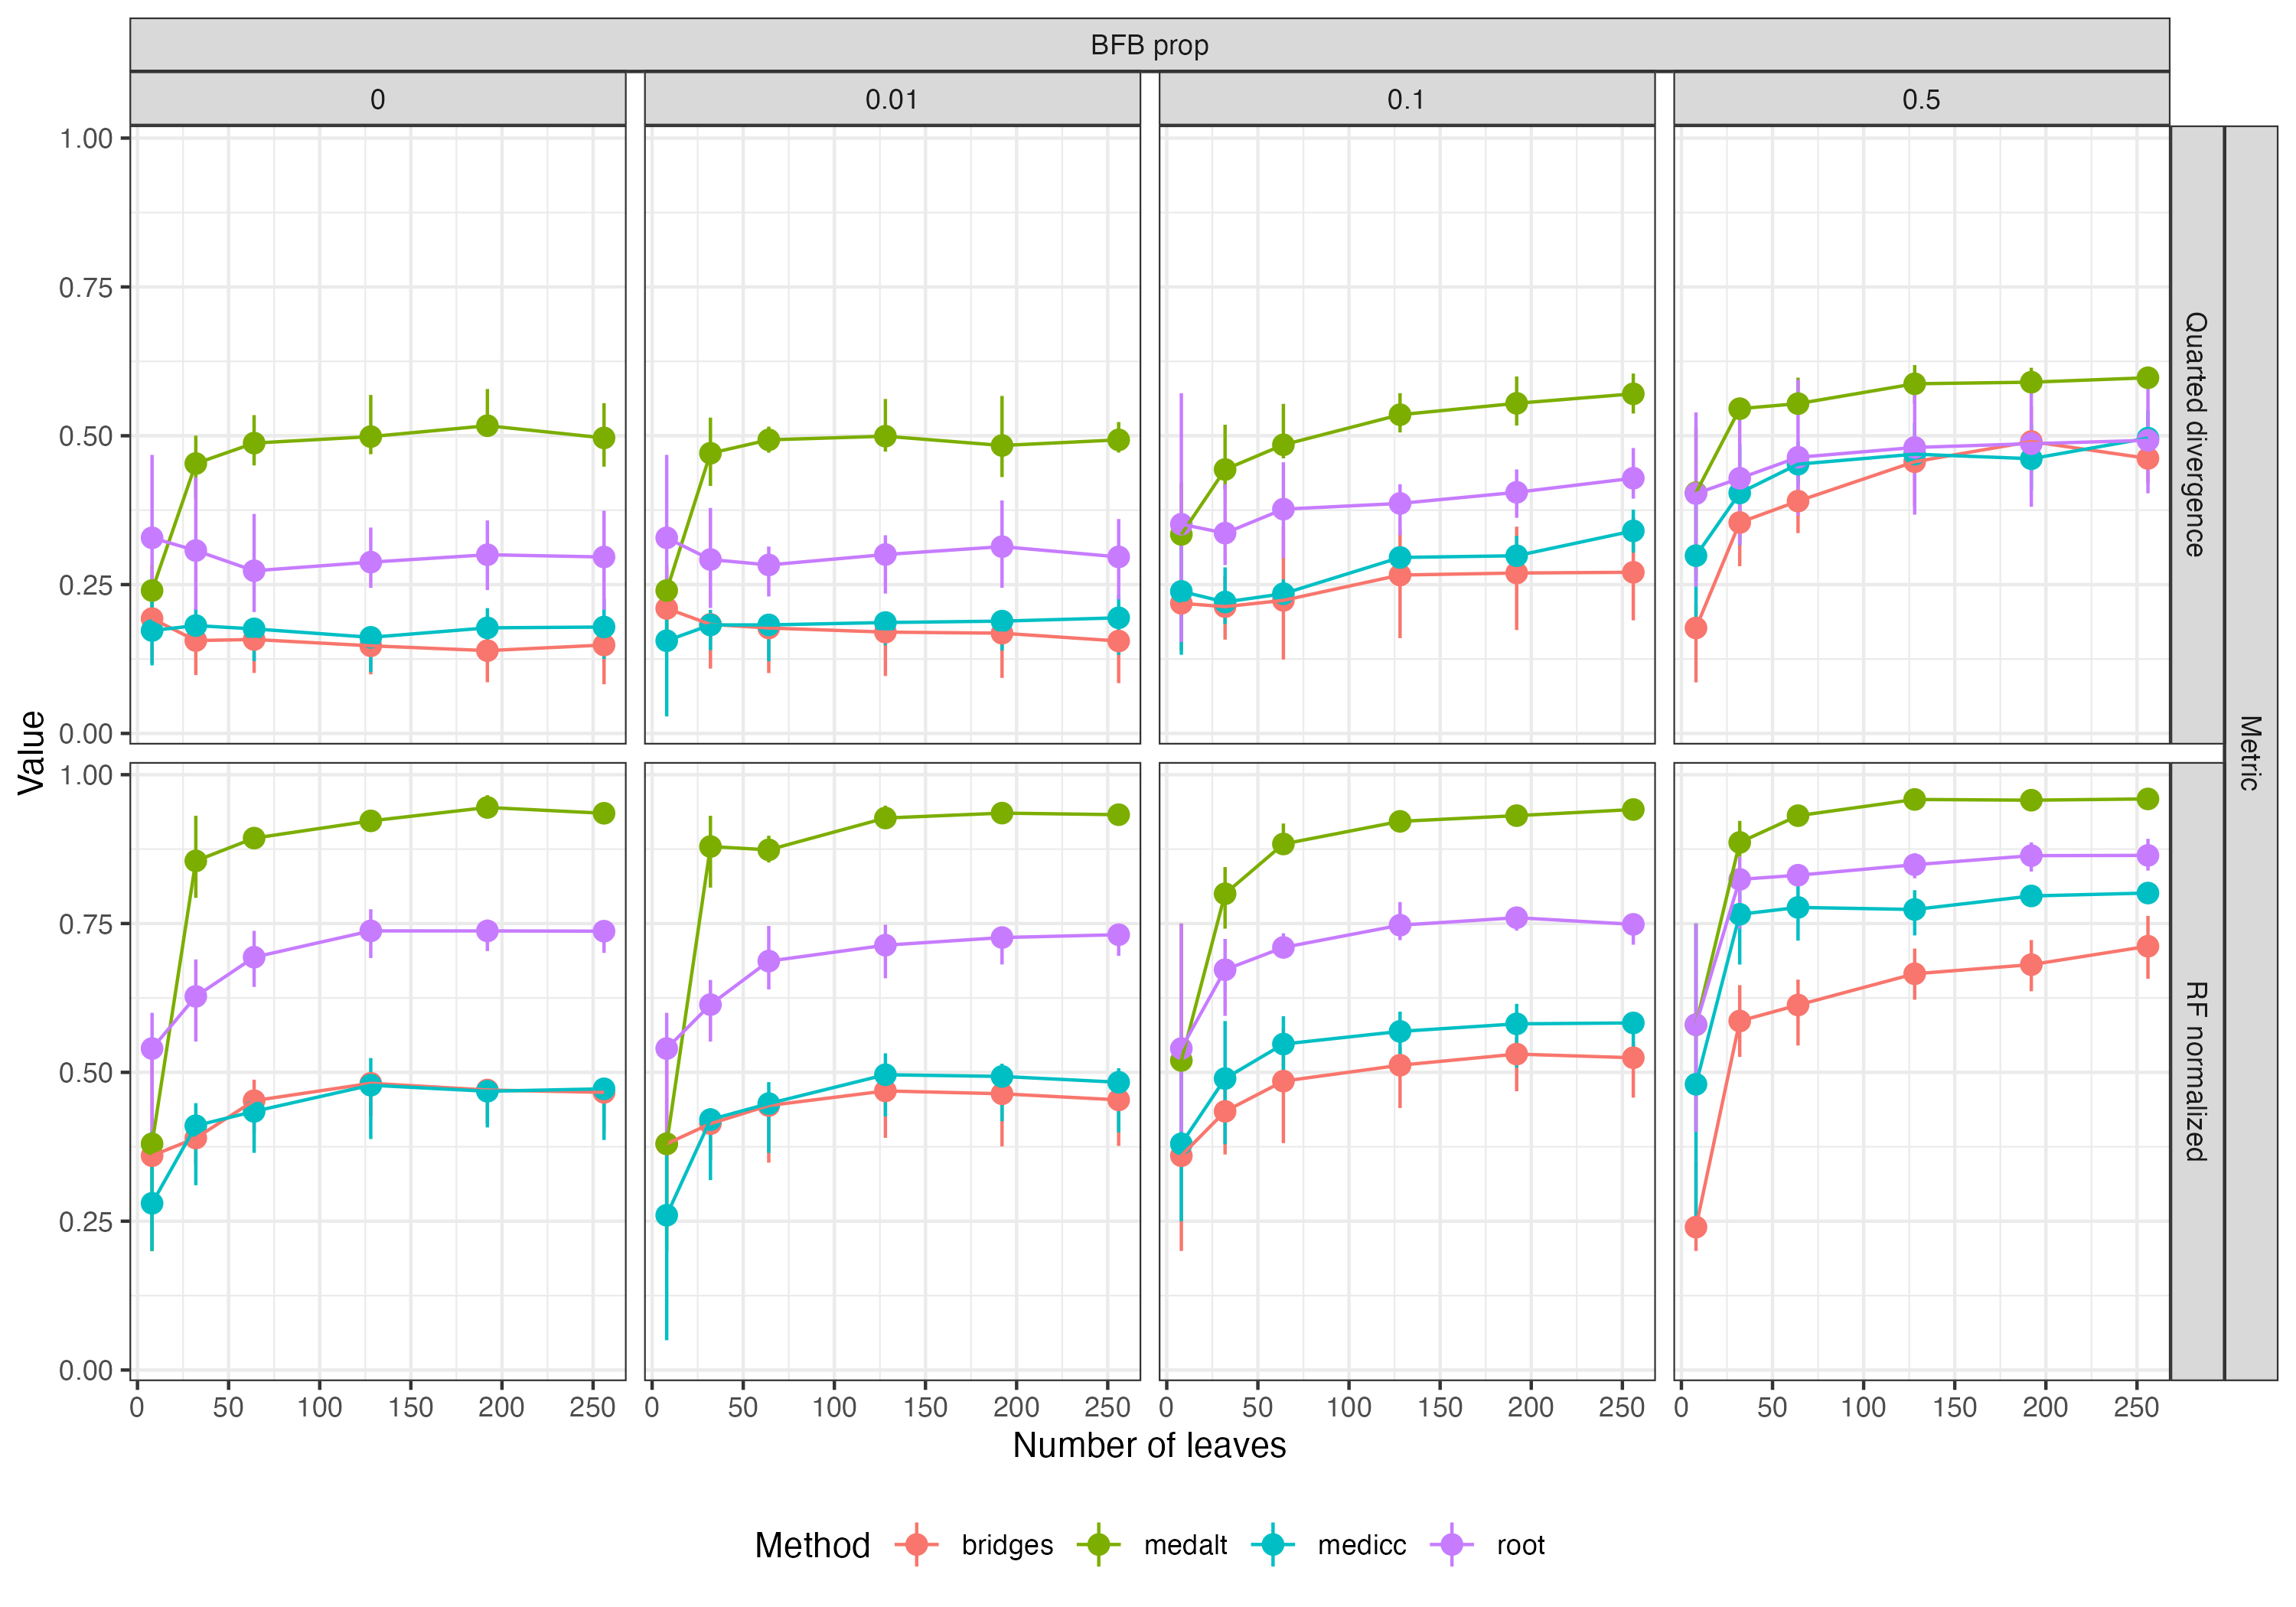 BFB prop
0 0.01 0.1 0.5
1.00
0.75
0.50
0.25
0.00
Quarted divergence
1.00
0.75
0.50
0.25
0.00
RF normalized
Metric
Value
0 50 100 150 200 250 0 50 100 150 200 250 0 50 100 150 200 250 0 50 100 150 200 250
Number of leaves
Method bridges medalt medicc root